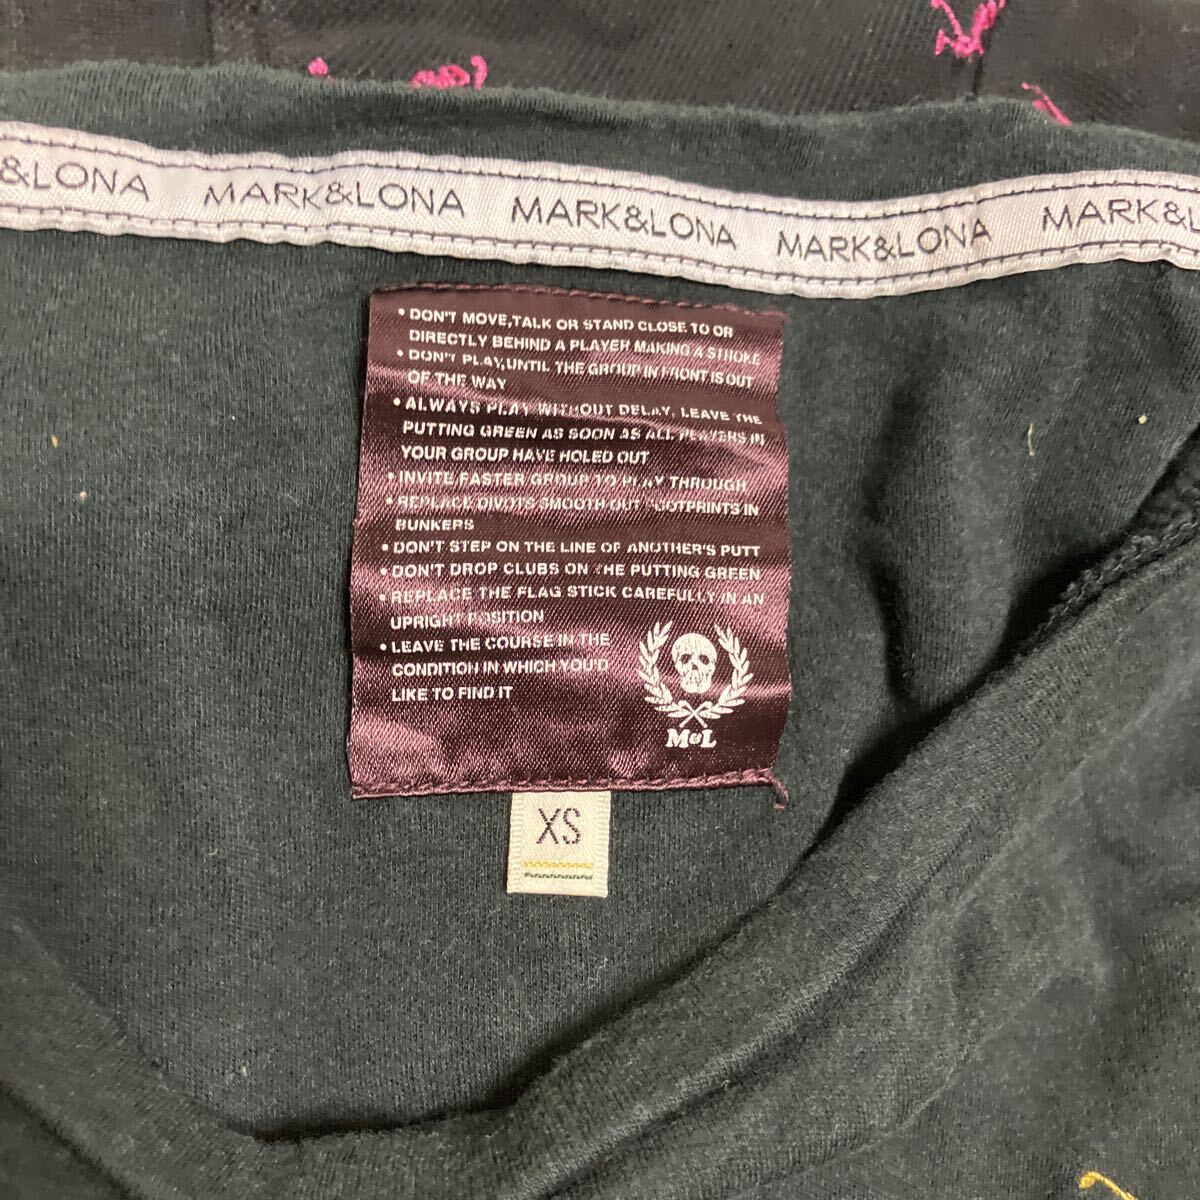 &LONA MARK&LONA MARK&LONA MARK&LONA MARK&L
• DON'T MOVE,TALK OR STAND CLOSE TO OR
DIRECTLY BEHIND A PLAYER MAKING A STROKE
• DON'T PLAY,UNTIL THE GROUP IN FRONT IS OUT
OF THE WAY
• ALWAYS PLAY WITHOUT DELAY, LEAVE THE
PUTTING GREEN AS SOON AS ALL PLAYERS IN
YOUR GROUP HAVE HOLED OUT
• INVITE FASTER GROUP TO PLAY THROUGH
• REPLACE DIVOTS SMOOTH OUT FOOTPRINTS IN
BUNKERS
• DON'T STEP ON THE LINE OF ANOTHER'S PUTT
• DON'T DROP CLUBS ON THE PUTTING GREEN
• REPLACE THE FLAG STICK CAREFULLY IN AN
UPRIGHT POSITION
• LEAVE THE COURSE IN THE
CONDITION IN WHICH YOU'D
LIKE TO FIND IT
M&L
XS